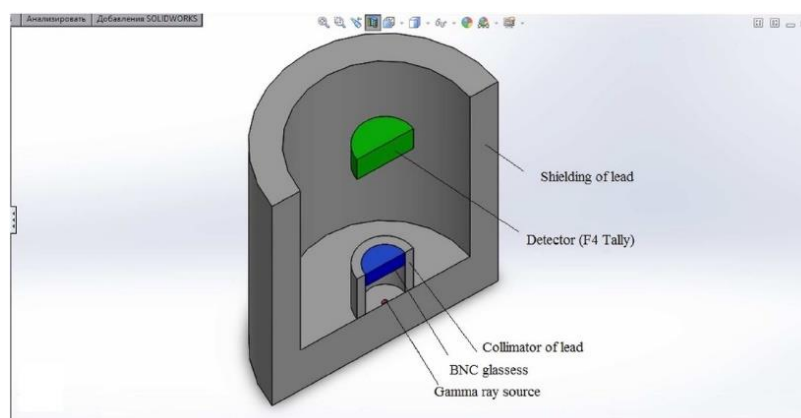 Анализировать
Добавления SOLIDWORKS
Shielding of lead
Detector (F4 Tally)
Collimator of lead
BNC glassess
Gamma ray source